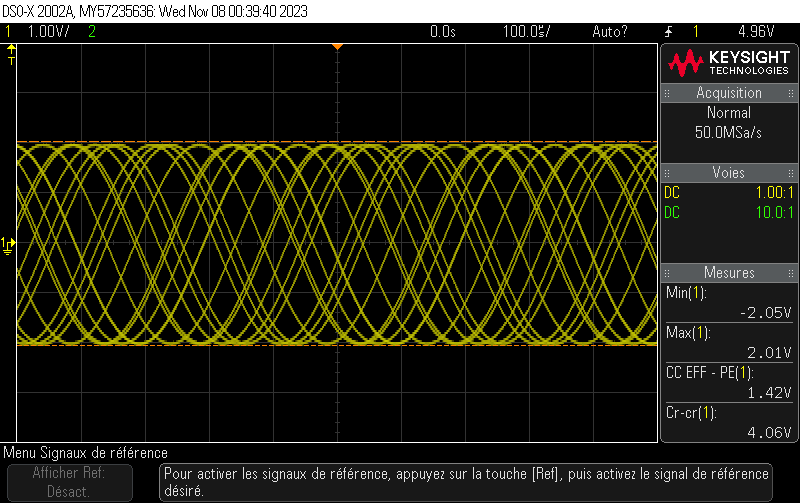 DSO-X 2002A, MY57235636: Wed Nov 08 00:39:40 2023
1 1.00V/ 2 0.0s 100.0µs/ Auto? 1 4.96V
T
1
KEYSIGHT
TECHNOLOGIES
Acquisition
Normal
50.0MSa/s
Voies
DC 1.00:1
DC 10.0:1
Mesures
Min(1):
-2.05V
Max(1):
2.01V
CC EFF - PE(1):
1.42V
Cr-cr(1):
4.06V
Menu Signaux de référence
Afficher Ref:
Désact.
Pour activer les signaux de référence, appuyez sur la touche [Ref], puis activez le signal de référence
désiré.